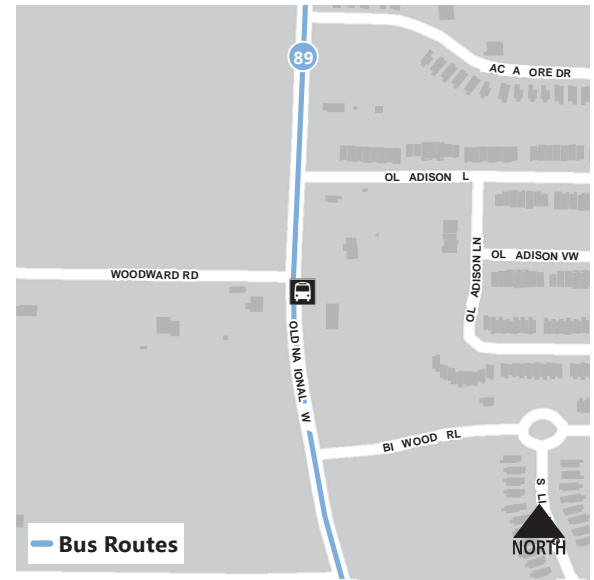 89
AC A ORE DR
OL ADISON L
OL ADISON VW
OL ADISON LN
WOODWARD RD
OLD NA IONAL W
BI WOOD RL
S LI
Bus Routes
NORTH